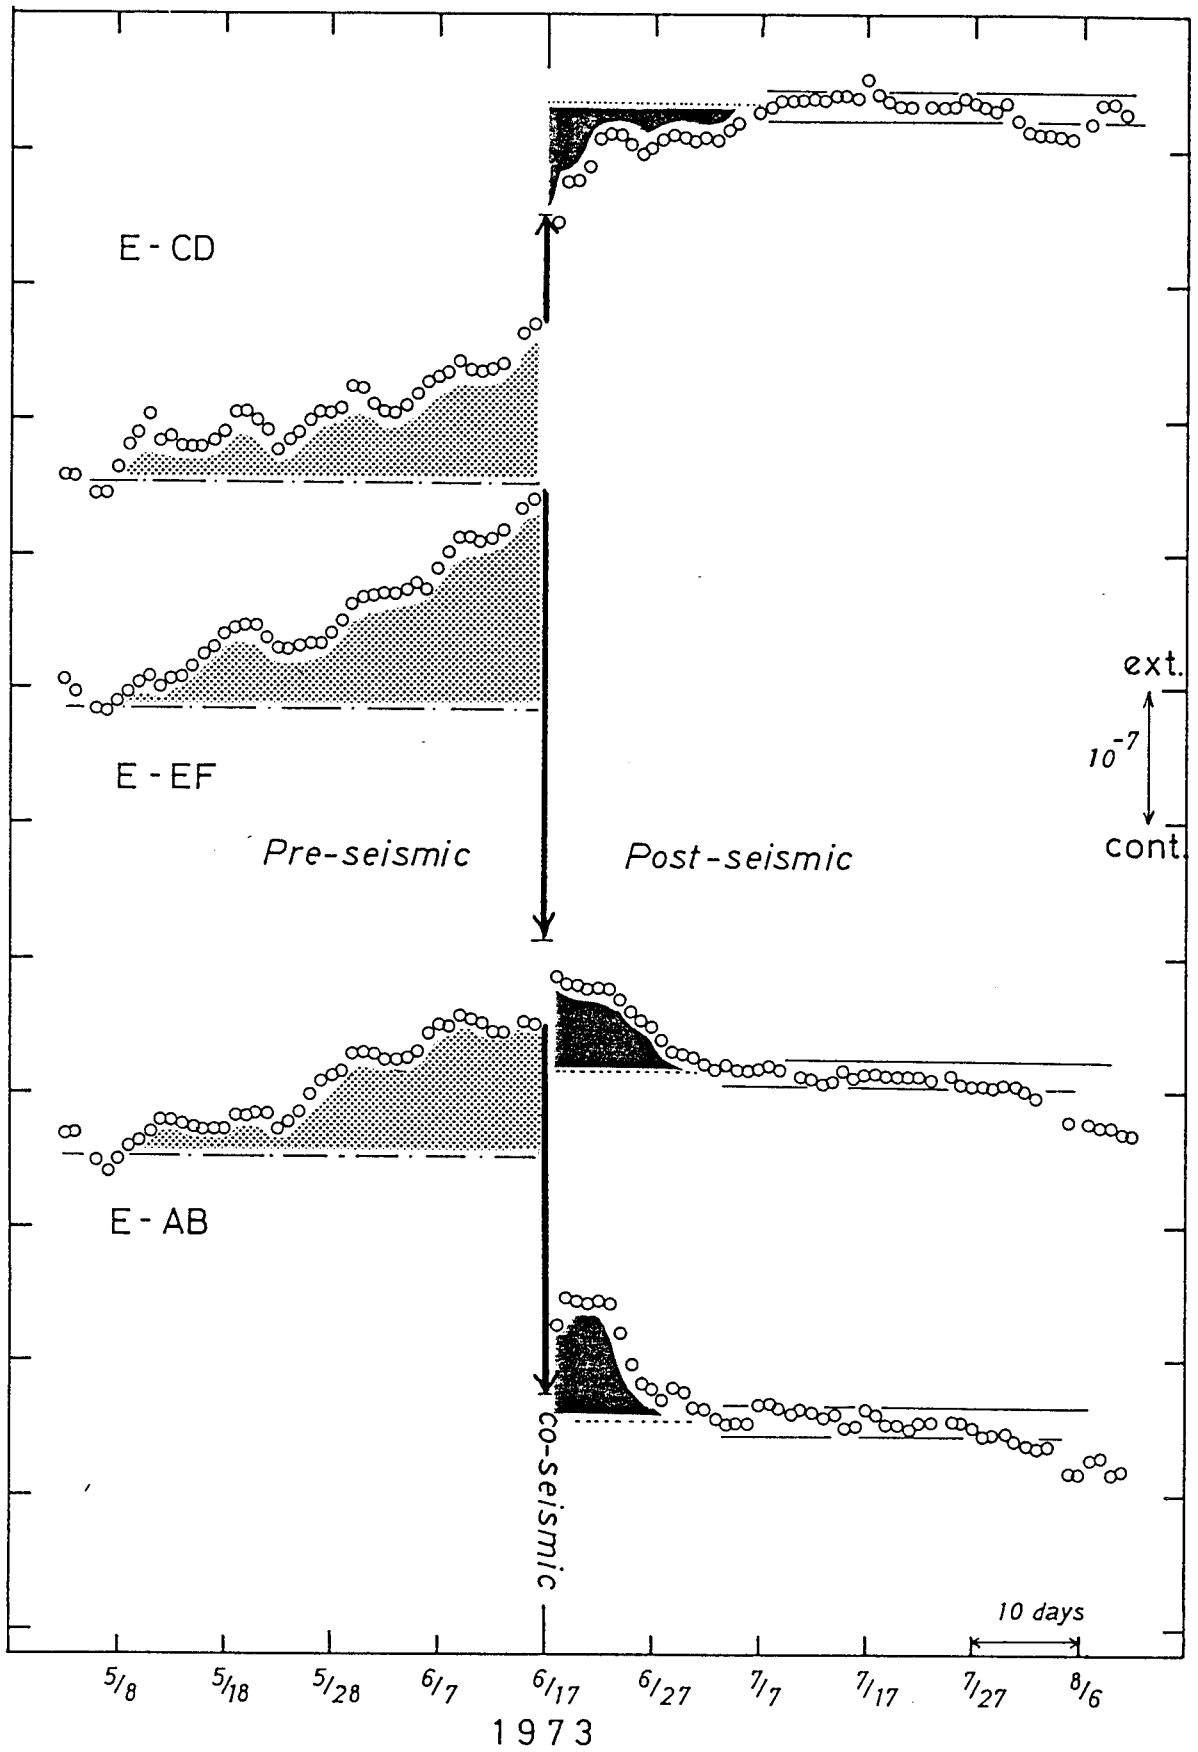 E - CD
ext.
10⁻⁷
cont.
E - EF
Pre-seismic
Post-seismic
E - AB
co-seismic
10 days
5/8 5/18 5/28 6/7 6/17 6/27 7/7 7/17 7/27 8/6
1973